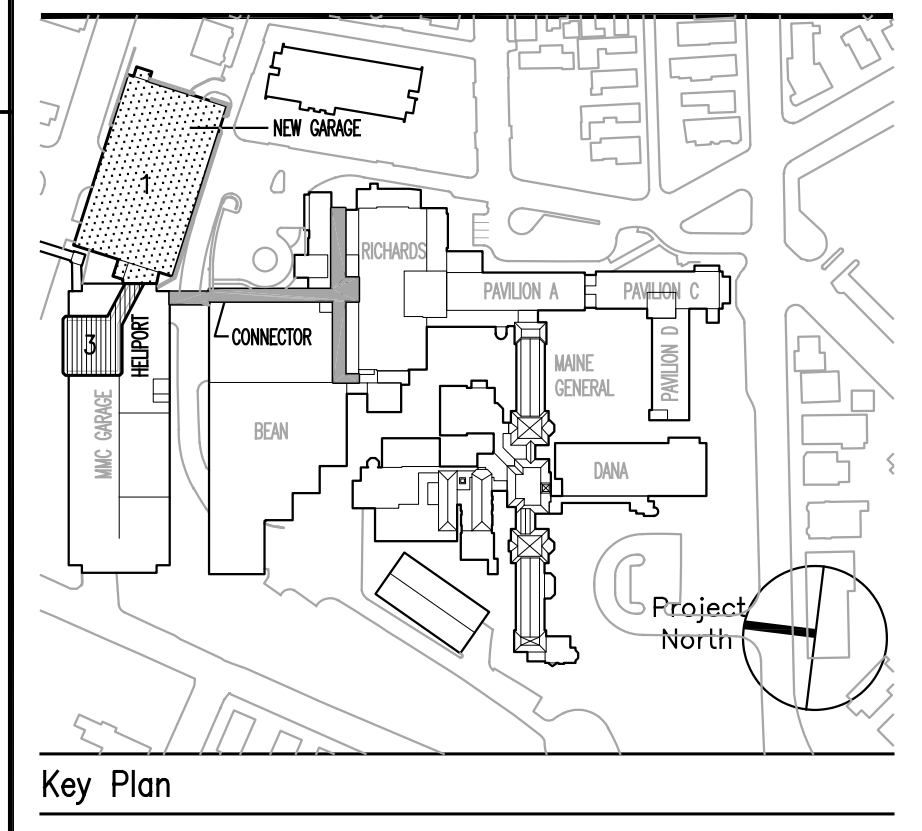 NEW GARAGE
1
RICHARDS
PAVILION A
PAVILION C
CONNECTOR
3
HELIPORT
PAVILION D
MAINE
GENERAL
MMC GARAGE
BEAN
DANA
Project
North
Key Plan